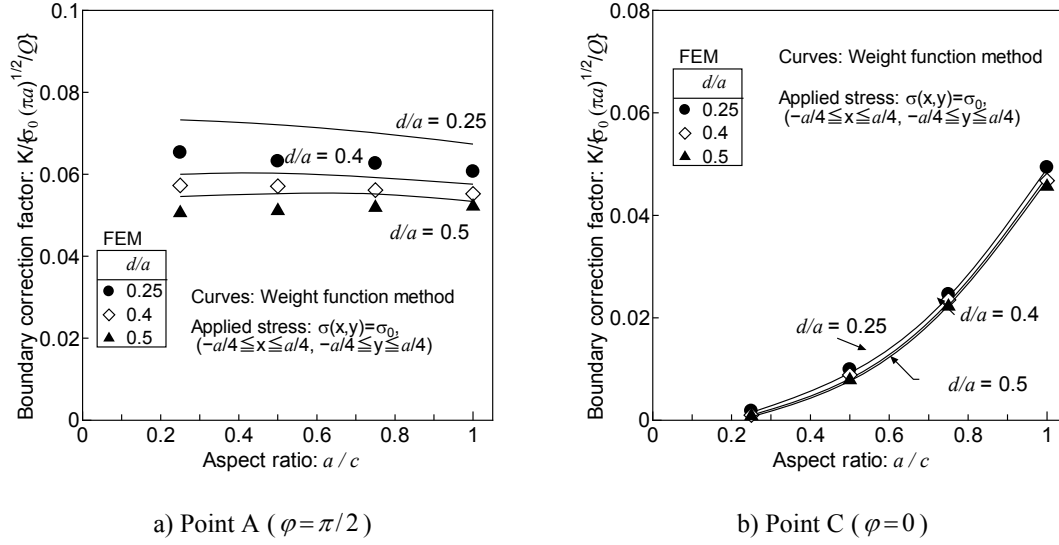 Boundary correction factor: K/{σ₀ (πa)^1/2/Q}
0.1
0.08
0.06
0.04
0.02
0
0
0.2
0.4
0.6
0.8
1
Aspect ratio: a / c
d/a = 0.25
d/a = 0.4
d/a = 0.5
FEM
d/a
0.25
0.4
0.5
Curves: Weight function method
Applied stress: σ(x,y)=σ₀,
(−a/4≦x≦a/4, −a/4≦y≦a/4)
a) Point A ( φ=π/2 )
Boundary correction factor: K/{σ₀ (πa)^1/2/Q}
0.08
0.06
0.04
0.02
0
0
0.2
0.4
0.6
0.8
1
Aspect ratio: a / c
FEM
d/a
0.25
0.4
0.5
Curves: Weight function method
Applied stress: σ(x,y)=σ₀,
(−a/4≦x≦a/4, −a/4≦y≦a/4)
d/a = 0.25
d/a = 0.4
d/a = 0.5
b) Point C ( φ=0 )